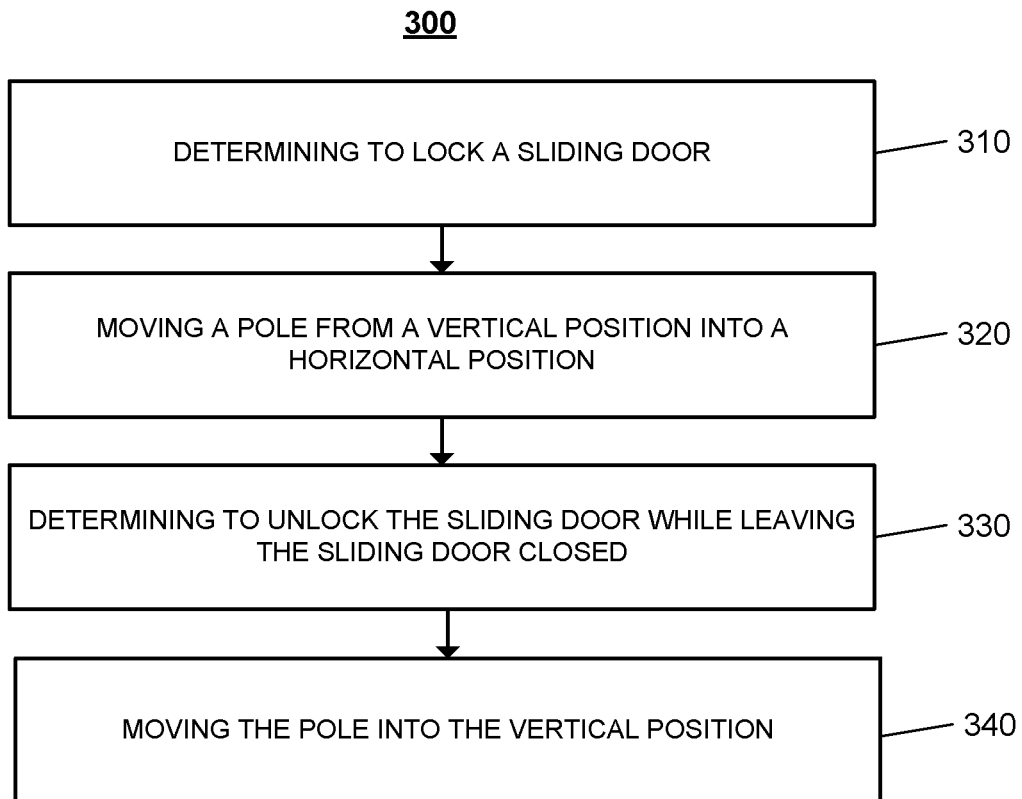 300
DETERMINING TO LOCK A SLIDING DOOR
310
MOVING A POLE FROM A VERTICAL POSITION INTO A
HORIZONTAL POSITION
320
DETERMINING TO UNLOCK THE SLIDING DOOR WHILE LEAVING
THE SLIDING DOOR CLOSED
330
MOVING THE POLE INTO THE VERTICAL POSITION
340